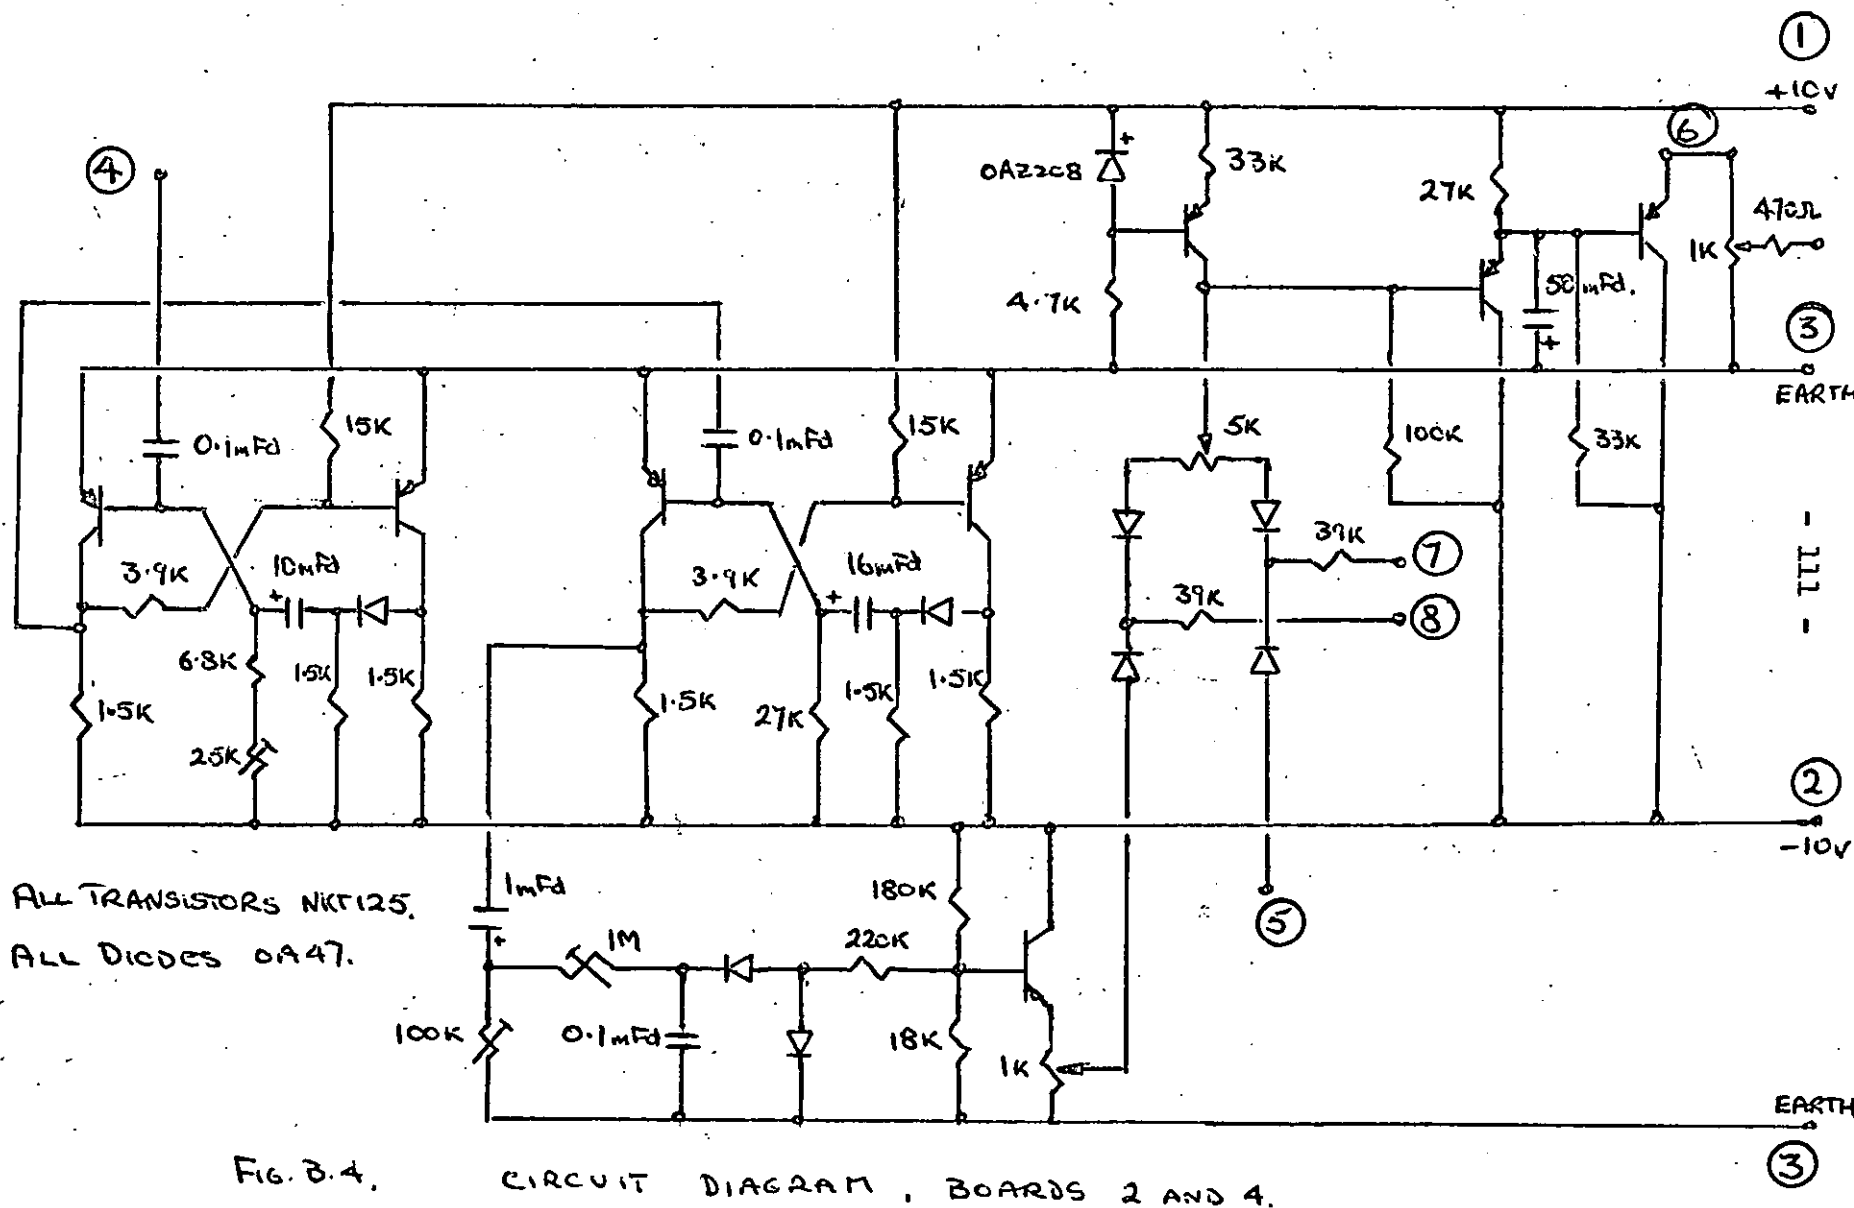 1
+10V
6
4
OAZ2C8
33K
27K
470Ω
1K
4.7K
50mFd.
3
EARTH
0.1mFd
15K
0.1mFd
15K
5K
100K
33K
3.9K
10mFd
3.9K
16mFd
39K
7
39K
8
- 111 -
6.8K
1.5K
1.5K
1.5K
1.5K
27K
1.5K
1.5K
25K
2
-10V
ALL TRANSISTORS NKT125.
ALL DIODES OA47.
1mFd
180K
5
1M
220K
100K
0.1mFd
18K
1K
EARTH
3
FIG. B.4. CIRCUIT DIAGRAM, BOARDS 2 AND 4.